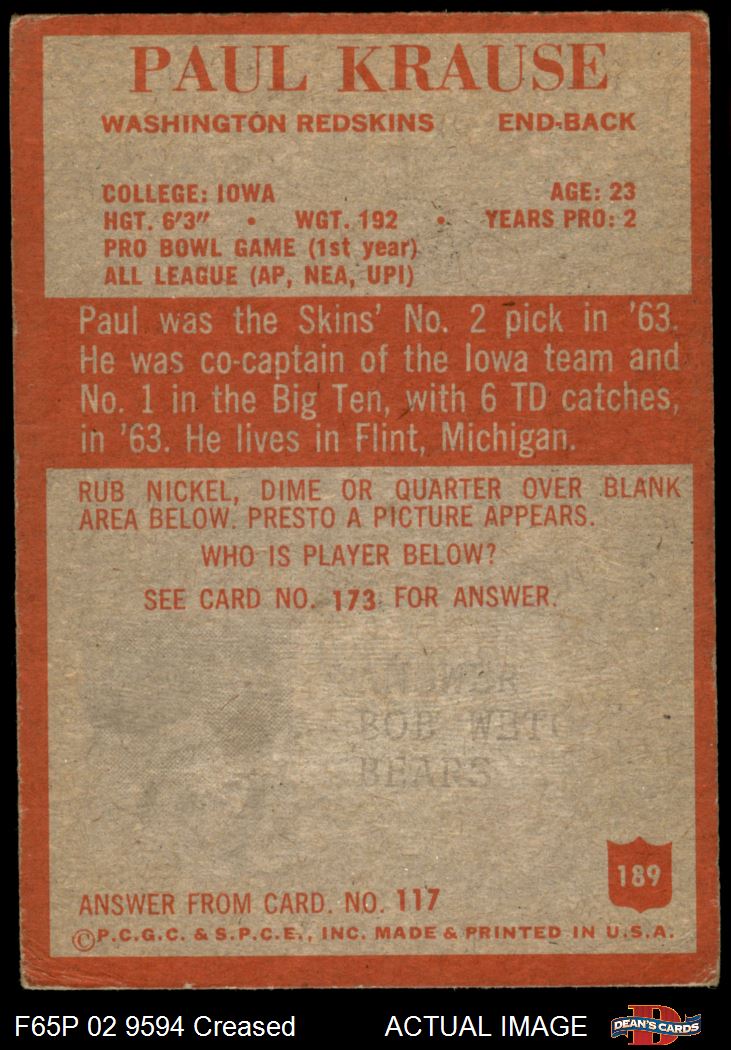 PAUL KRAUSE
WASHINGTON REDSKINS END-BACK
COLLEGE: IOWA AGE: 23
HGT. 6'3" • WGT. 192 • YEARS PRO: 2
PRO BOWL GAME (1st year)
ALL LEAGUE (AP, NEA, UPI)
Paul was the Skins' No. 2 pick in '63.
He was co-captain of the Iowa team and
No. 1 in the Big Ten, with 6 TD catches,
in '63. He lives in Flint, Michigan.
RUB NICKEL, DIME OR QUARTER OVER BLANK
AREA BELOW. PRESTO A PICTURE APPEARS.
WHO IS PLAYER BELOW?
SEE CARD NO. 173 FOR ANSWER.
ANSWER
BOB WET
BEARS
189
ANSWER FROM CARD. NO. 117
©P.C.G.C. & S.P.C.E., INC. MADE & PRINTED IN U.S.A.
F65P 02 9594 Creased ACTUAL IMAGE
DEAN'S CARDS